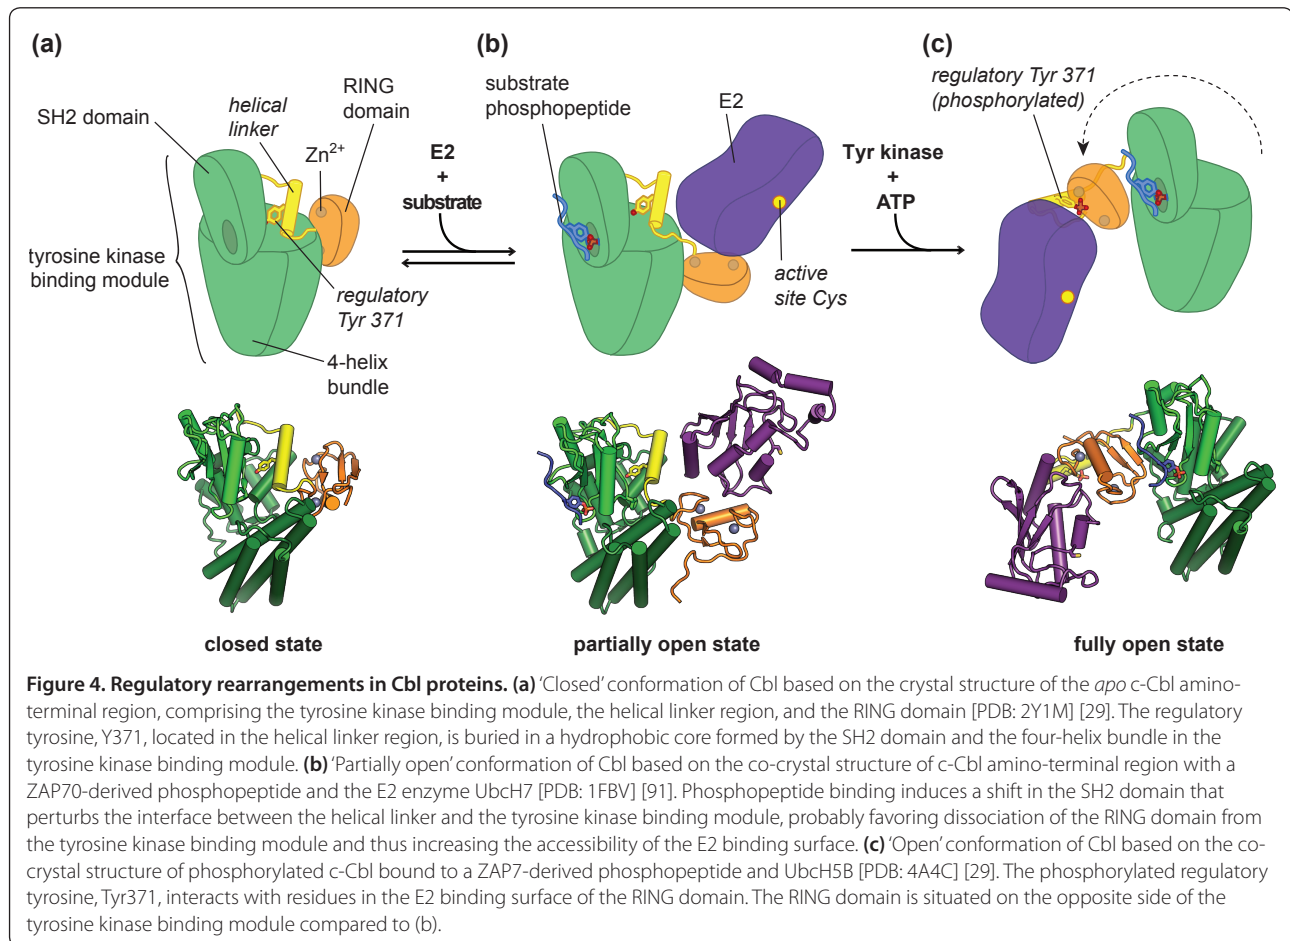 (a)
(b)
(c)
SH2 domain
helical
linker
RING
domain
Zn2+
tyrosine kinase
binding module
regulatory
Tyr 371
4-helix
bundle
E2
+
substrate
substrate
phosphopeptide
E2
active
site Cys
Tyr kinase
+
ATP
regulatory Tyr 371
(phosphorylated)
closed state
partially open state
fully open state
Figure 4. Regulatory rearrangements in Cbl proteins. (a) 'Closed' conformation of Cbl based on the crystal structure of the apo c-Cbl amino-
terminal region, comprising the tyrosine kinase binding module, the helical linker region, and the RING domain [PDB: 2Y1M] [29]. The regulatory
tyrosine, Y371, located in the helical linker region, is buried in a hydrophobic core formed by the SH2 domain and the four-helix bundle in the
tyrosine kinase binding module. (b) 'Partially open' conformation of Cbl based on the co-crystal structure of c-Cbl amino-terminal region with a
ZAP70-derived phosphopeptide and the E2 enzyme UbcH7 [PDB: 1FBV] [91]. Phosphopeptide binding induces a shift in the SH2 domain that
perturbs the interface between the helical linker and the tyrosine kinase binding module, probably favoring dissociation of the RING domain from
the tyrosine kinase binding module and thus increasing the accessibility of the E2 binding surface. (c) 'Open' conformation of Cbl based on the co-
crystal structure of phosphorylated c-Cbl bound to a ZAP7-derived phosphopeptide and UbcH5B [PDB: 4A4C] [29]. The phosphorylated regulatory
tyrosine, Tyr371, interacts with residues in the E2 binding surface of the RING domain. The RING domain is situated on the opposite side of the
tyrosine kinase binding module compared to (b).